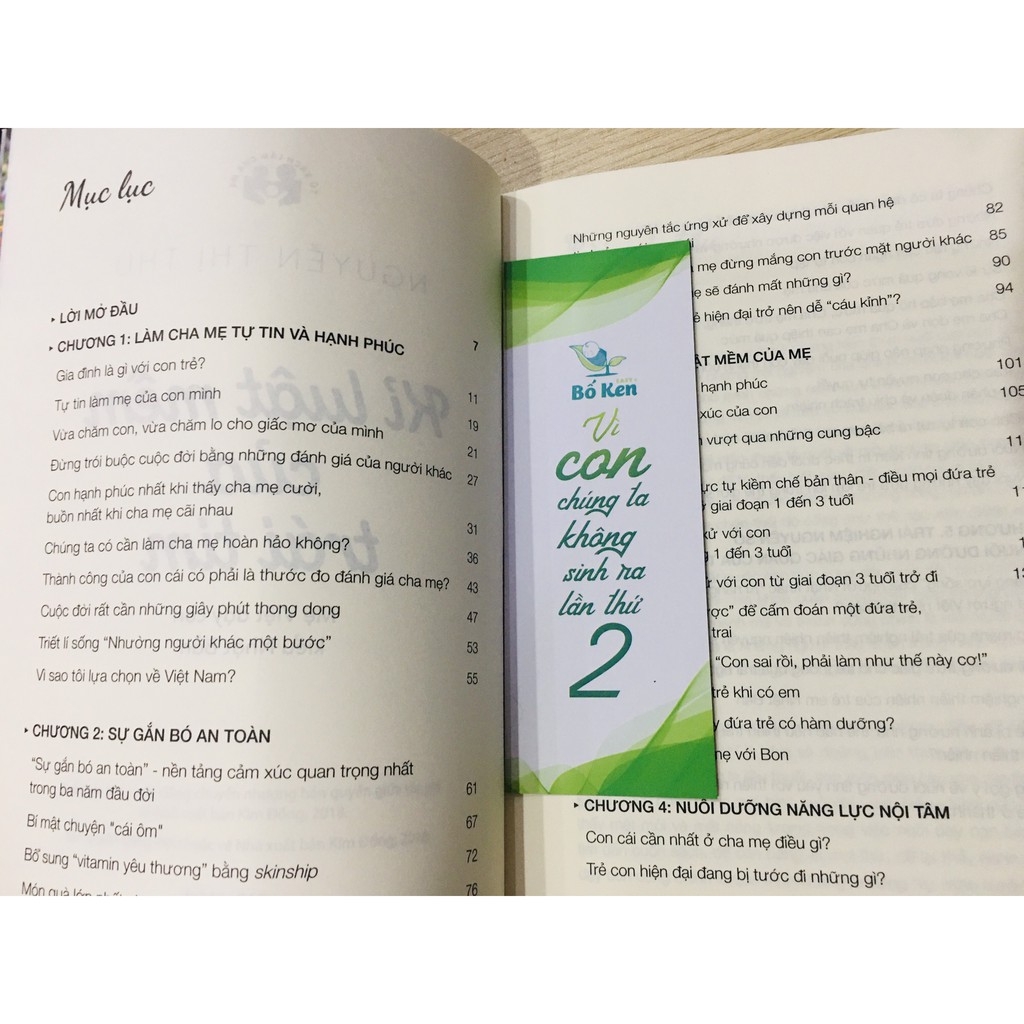 Mục lục
‣ LỜI MỞ ĐẦU
‣ CHƯƠNG 1: LÀM CHA MẸ TỰ TIN VÀ HẠNH PHÚC 7
Gia đình là gì với con trẻ?
Tự tin làm mẹ của con mình 11
Vừa chăm con, vừa chăm lo cho giấc mơ của mình 19
Đừng trói buộc cuộc đời bằng những đánh giá của người khác 21
Con hạnh phúc nhất khi thấy cha mẹ cười, 27
buồn nhất khi cha mẹ cãi nhau
Chúng ta có cần làm cha mẹ hoàn hảo không? 31
Thành công của con cái có phải là thước đo đánh giá cha mẹ? 36
Cuộc đời rất cần những giây phút thong dong 43
Triết lí sống “Nhường người khác một bước” 47
Vì sao tôi lựa chọn về Việt Nam? 53
55
‣ CHƯƠNG 2: SỰ GẮN BÓ AN TOÀN
“Sự gắn bó an toàn” - nền tảng cảm xúc quan trọng nhất
trong ba năm đầu đời 61
Bí mật chuyện "cái ôm" 67
Bổ sung “vitamin yêu thương” bằng skinship 72
76
Bố Ken
Vì
con
chúng ta
không
sinh ra
lần thứ
2
Những nguyên tắc ứng xử để xây dựng mỗi quan hệ 82
mẹ đừng mắng con trước mặt người khác 85
sẽ đánh mất những gì? 90
hiện đại trở nên dễ “cáu kỉnh”? 94
MỀM CỦA MẸ
hạnh phúc 101
xúc của con 105
vượt qua những cung bậc
tự kiềm chế bản thân - điều mọi đứa trẻ
giai đoạn 1 đến 3 tuổi
xử với con
1 đến 3 tuổi
với con từ giai đoạn 3 tuổi trở đi
để cấm đoán một đứa trẻ,
trai
“Con sai rồi, phải làm như thế này cơ!”
trẻ khi có em
đứa trẻ có hàm dưỡng?
với Bon
‣ CHƯƠNG 4: NUÔI DƯỠNG NĂNG LỰC NỘI TÂM
Con cái cần nhất ở cha mẹ điều gì?
Trẻ con hiện đại đang bị tước đi những gì?